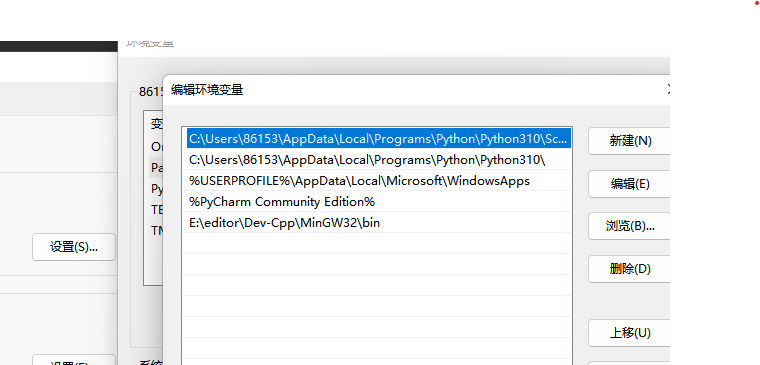 环境变量
编辑环境变量
8615
变
C:\Users\86153\AppData\Local\Programs\Python\Python310\Sc...
新建(N)
On
C:\Users\86153\AppData\Local\Programs\Python\Python310\
Pa
%USERPROFILE%\AppData\Local\Microsoft\WindowsApps
编辑(E)
Py
%PyCharm Community Edition%
TE
E:\editor\Dev-Cpp\MinGW32\bin
浏览(B)...
TM
设置(S)...
删除(D)
上移(U)
系统